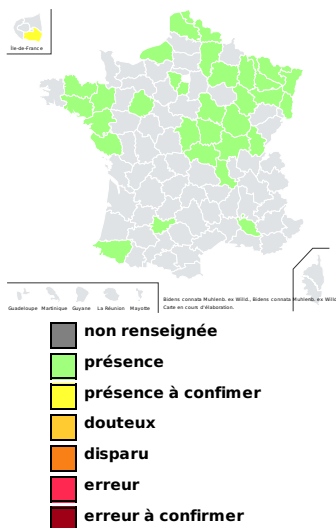 Île-de-France
Guadeloupe Martinique Guyane La Réunion Mayotte
Bidens connata Muhlenb. ex Willd., Bidens connata Muhlenb. ex Willd
Carte en cours d'élaboration.
non renseignée
présence
présence à confimer
douteux
disparu
erreur
erreur à confirmer